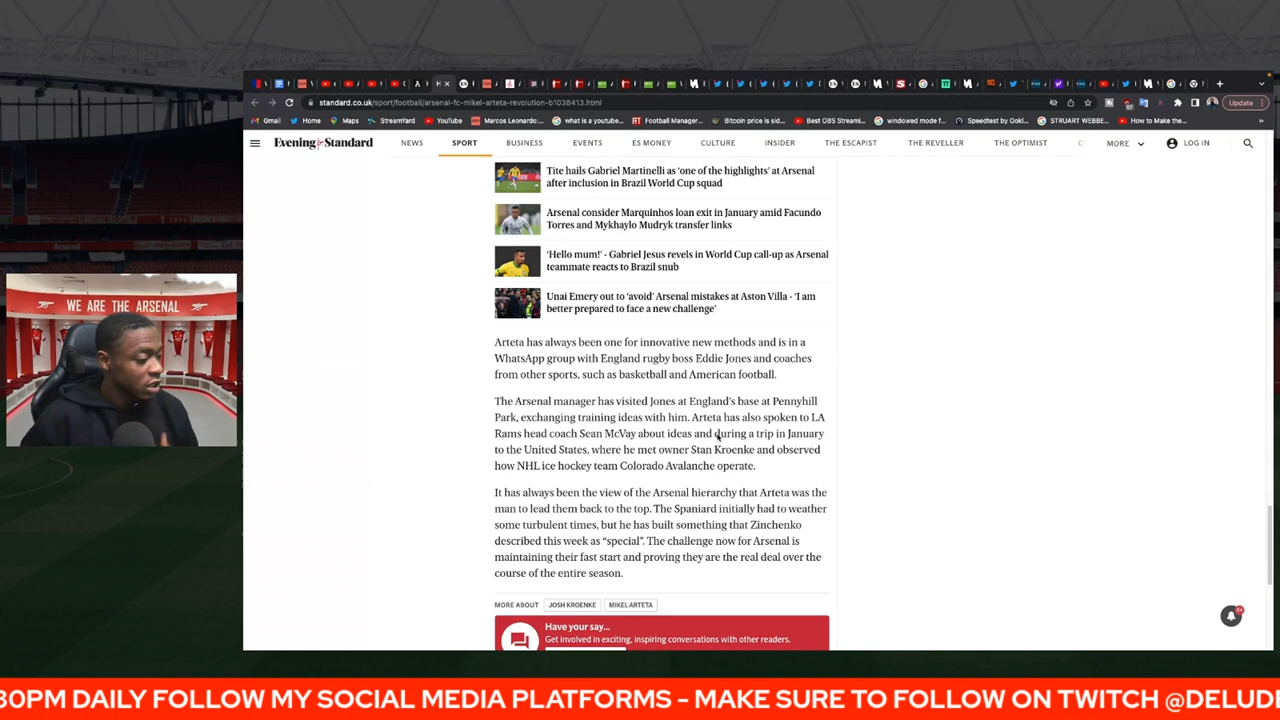 Update
standard.co.uk/sport/football/arsenal-fc-mikel-arteta-revolution-b1038413.html
Gmail
Home
Maps
StreamYard
YouTube
Marcos Leonardo:...
what is a youtube...
Football Manager...
Bitcoin price is sid...
Best OBS Streami...
windowed mode f...
Speedtest by Ookl...
STRUART WEBBE...
How to Make the...
Evening Standard
NEWS
SPORT
BUSINESS
EVENTS
ES MONEY
CULTURE
INSIDER
THE ESCAPIST
THE REVELLER
THE OPTIMIST
MORE
LOG IN
Tite hails Gabriel Martinelli as ‘one of the highlights’ at Arsenal
after inclusion in Brazil World Cup squad
Arsenal consider Marquinhos loan exit in January amid Facundo
Torres and Mykhaylo Mudryk transfer links
‘Hello mum!’ - Gabriel Jesus revels in World Cup call-up as Arsenal
teammate reacts to Brazil snub
Unai Emery out to ‘avoid’ Arsenal mistakes at Aston Villa - ‘I am
better prepared to face a new challenge’
Arteta has always been one for innovative new methods and is in a
WhatsApp group with England rugby boss Eddie Jones and coaches
from other sports, such as basketball and American football.
The Arsenal manager has visited Jones at England’s base at Pennyhill
Park, exchanging training ideas with him. Arteta has also spoken to LA
Rams head coach Sean McVay about ideas and during a trip in January
to the United States, where he met owner Stan Kroenke and observed
how NHL ice hockey team Colorado Avalanche operate.
It has always been the view of the Arsenal hierarchy that Arteta was the
man to lead them back to the top. The Spaniard initially had to weather
some turbulent times, but he has built something that Zinchenko
described this week as “special”. The challenge now for Arsenal is
maintaining their fast start and proving they are the real deal over the
course of the entire season.
MORE ABOUT
JOSH KROENKE
MIKEL ARTETA
Have your say...
Get involved in exciting, inspiring conversations with other readers.
WE ARE THE ARSENAL
30PM DAILY FOLLOW MY SOCIAL MEDIA PLATFORMS - MAKE SURE TO FOLLOW ON TWITCH @DELUDE